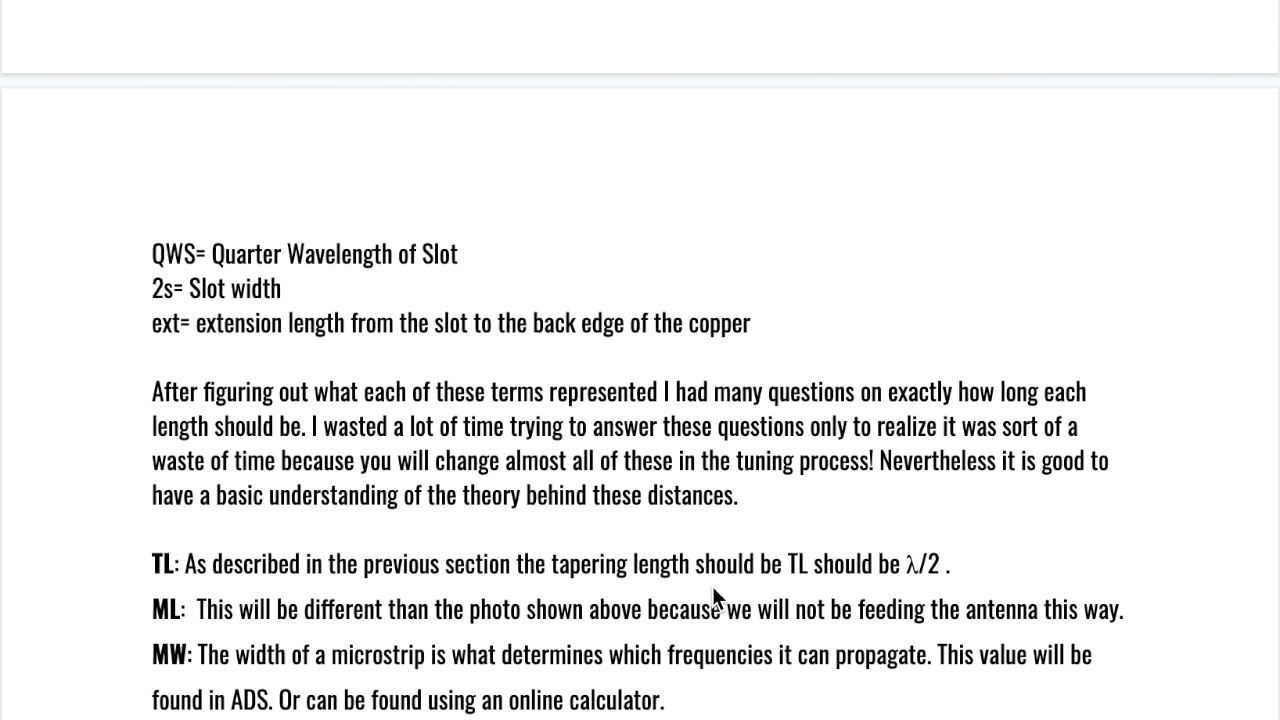 QWS= Quarter Wavelength of Slot
2s= Slot width
ext= extension length from the slot to the back edge of the copper
After figuring out what each of these terms represented I had many questions on exactly how long each
length should be. I wasted a lot of time trying to answer these questions only to realize it was sort of a
waste of time because you will change almost all of these in the tuning process! Nevertheless it is good to
have a basic understanding of the theory behind these distances.
TL: As described in the previous section the tapering length should be TL should be λ/2 .
ML: This will be different than the photo shown above because we will not be feeding the antenna this way.
MW: The width of a microstrip is what determines which frequencies it can propagate. This value will be
found in ADS. Or can be found using an online calculator.